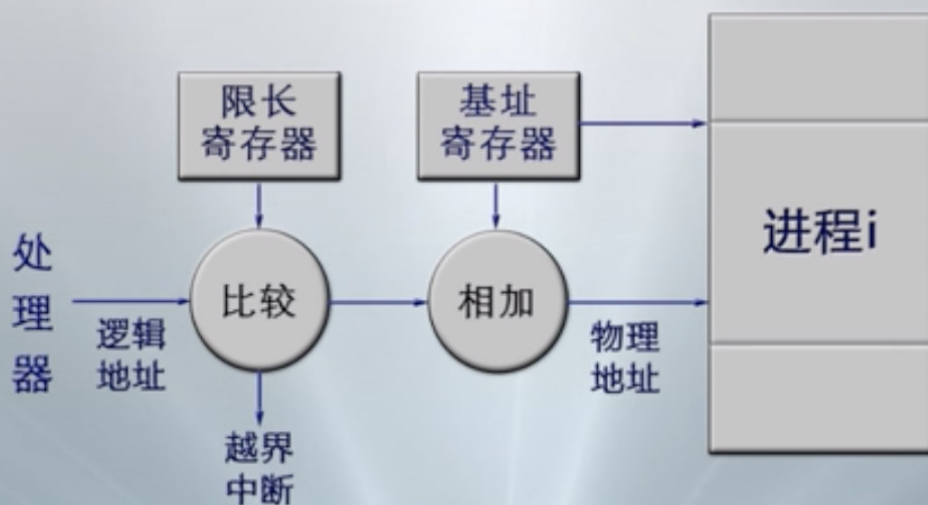 限长
寄存器
基址
寄存器
进程i
处
理
器
比较
相加
逻辑
地址
物理
地址
越界
中断